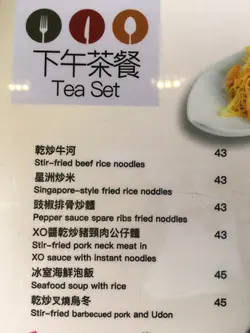 下午茶餐
Tea Set
乾炒牛河 43
Stir-fried beef rice noodles
星洲炒米 43
Singapore-style fried rice noddles
豉椒排骨炒麵 43
Pepper sauce spare ribs fried noddles
XO醬乾炒豬頸肉公仔麵 43
Stir-fried pork neck meat in
XO sauce with instant noodles
冰室海鮮泡飯 45
Seafood soup with rice
乾炒叉燒烏冬 45
Stir-fried barbecued pork and Udon